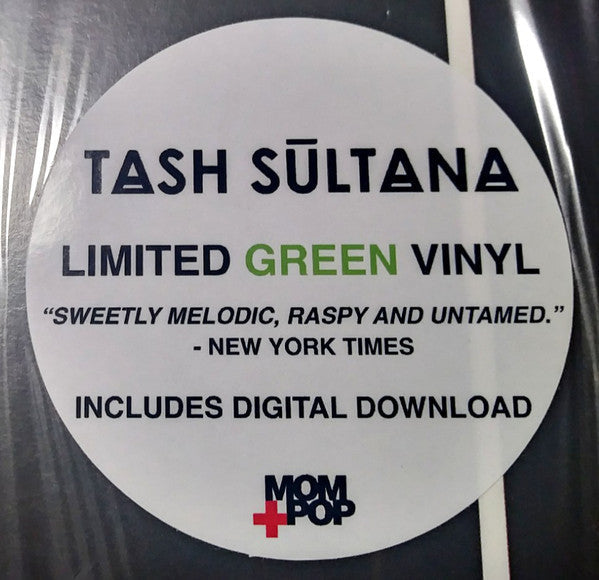 TASH SŪLTANA
LIMITED GREEN VINYL
“SWEETLY MELODIC, RASPY AND UNTAMED.”
- NEW YORK TIMES
INCLUDES DIGITAL DOWNLOAD
MOM
+POP